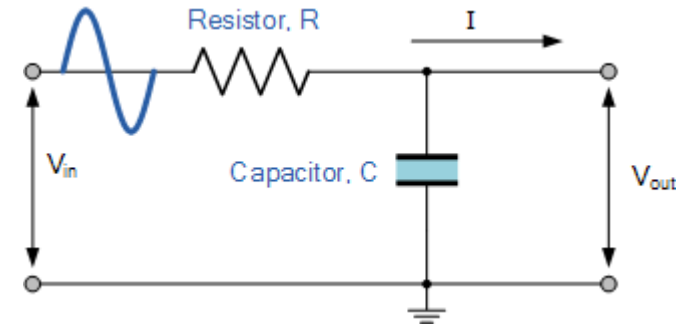 Resistor, R
I
Vin
Capacitor, C
Vout